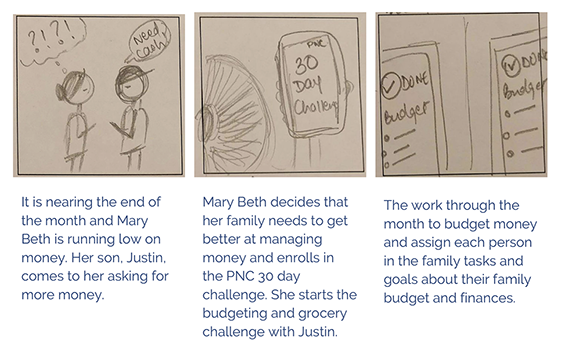 ?!?!
Need
cash!
PNC
30
DAY
Challenge
DONE
Budget
DONE
Budget
It is nearing the end of
the month and Mary
Beth is running low on
money. Her son, Justin,
comes to her asking for
more money.
Mary Beth decides that
her family needs to get
better at managing
money and enrolls in
the PNC 30 day
challenge. She starts the
budgeting and grocery
challenge with Justin.
The work through the
month to budget money
and assign each person
in the family tasks and
goals about their family
budget and finances.